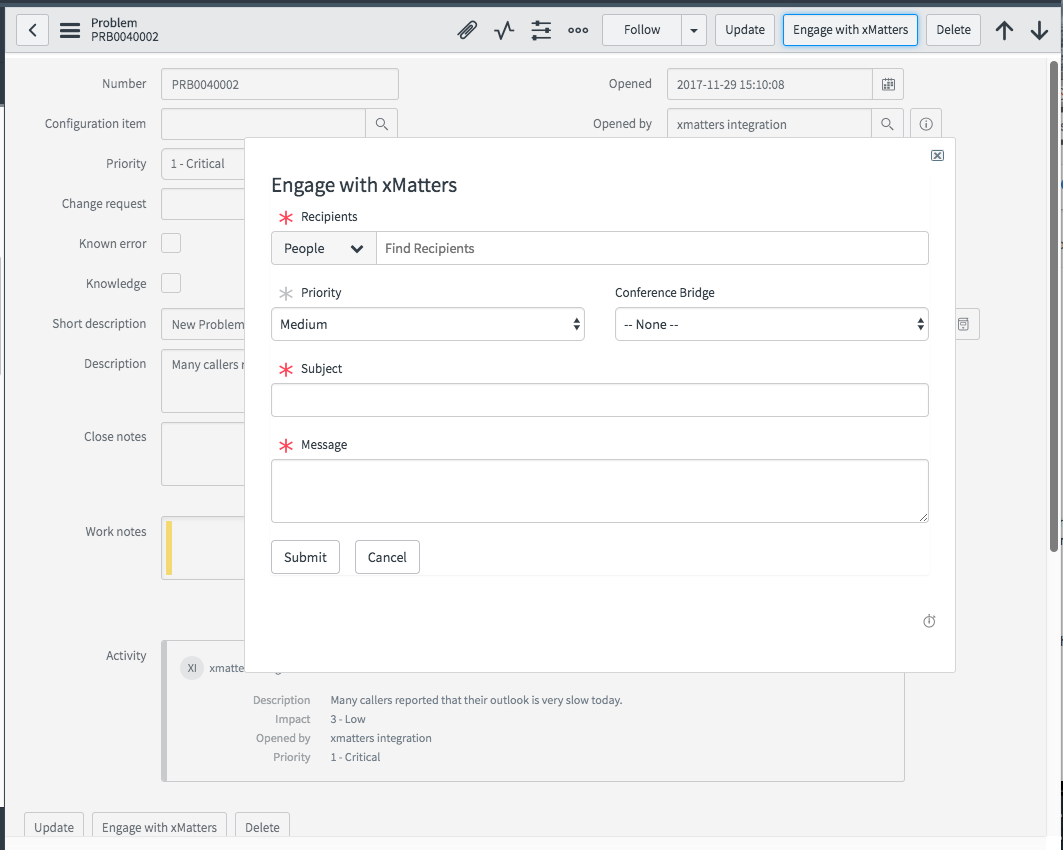 Problem
PRB0040002
Follow
Update
Engage with xMatters
Delete
Number
PRB0040002
Opened
2017-11-29 15:10:08
Configuration item
Opened by
xmatters integration
Priority
1 - Critical
Change request
Known error
Knowledge
Short description
New Problem
Description
Many callers
Close notes
Work notes
Engage with xMatters
Recipients
People
Find Recipients
Priority
Conference Bridge
Medium
-- None --
Subject
Message
Submit
Cancel
Activity
XI
Description Many callers reported that their outlook is very slow today.
Impact 3 - Low
Opened by xmatters integration
Priority 1 - Critical
Update
Engage with xMatters
Delete